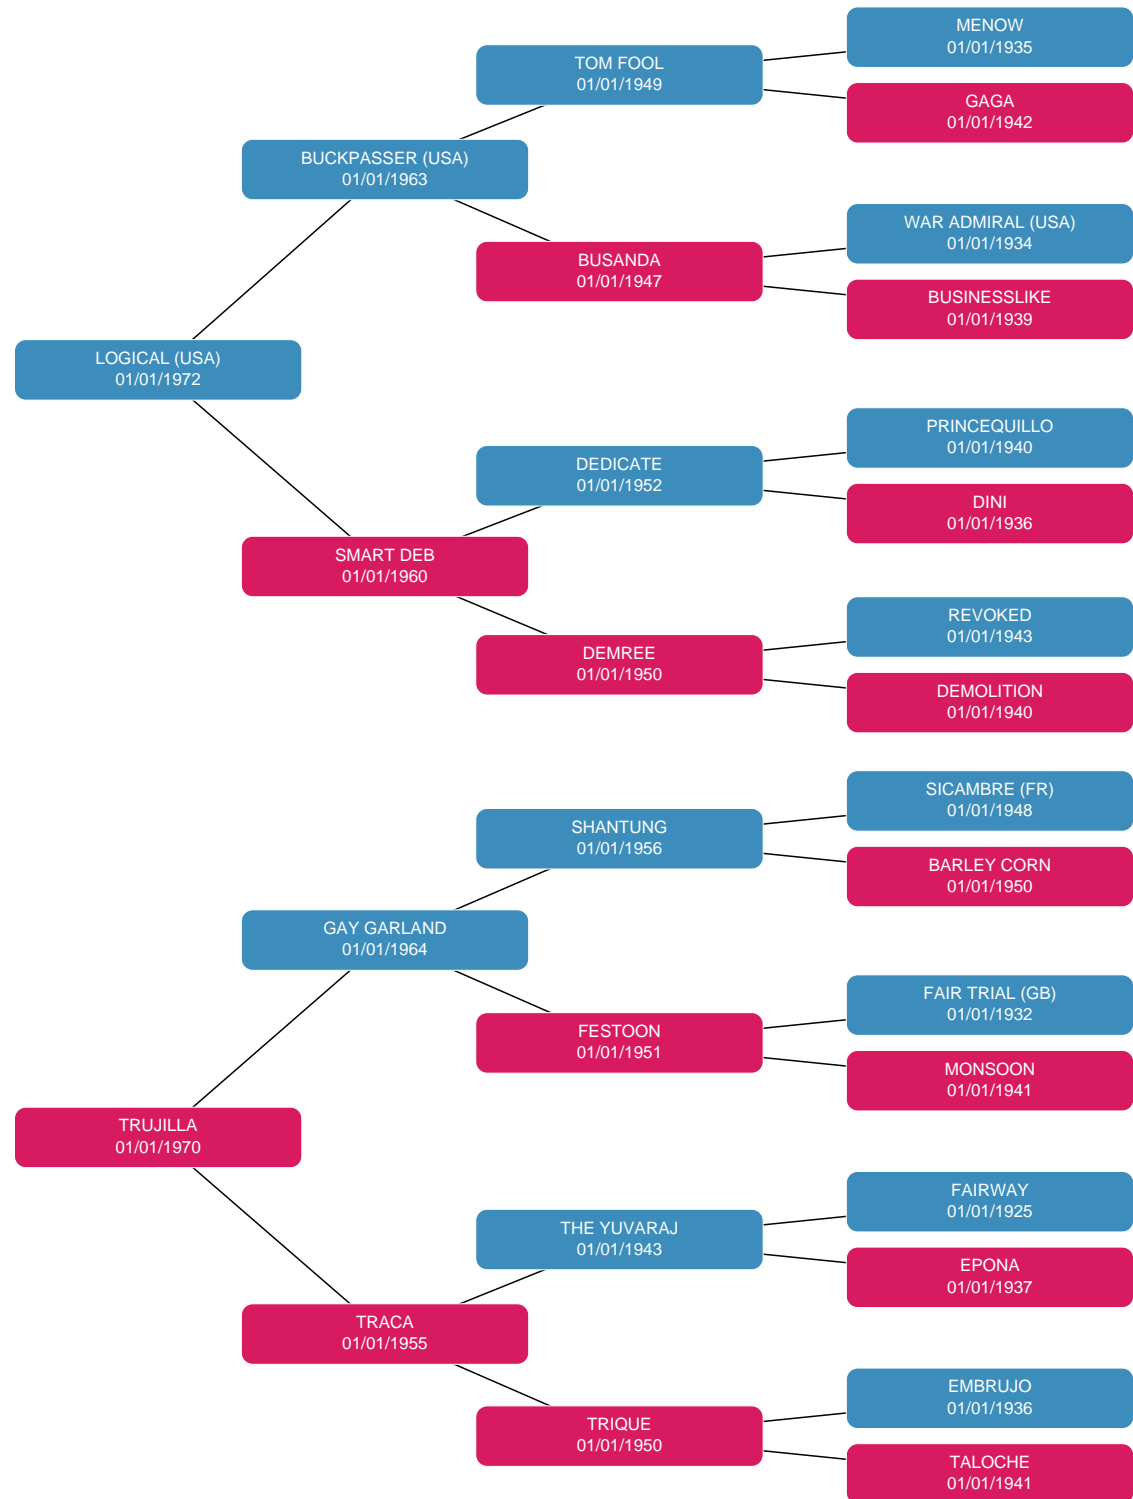 MENOW
01/01/1935
TOM FOOL
01/01/1949
GAGA
01/01/1942
BUCKPASSER (USA)
01/01/1963
WAR ADMIRAL (USA)
01/01/1934
BUSANDA
01/01/1947
BUSINESSLIKE
01/01/1939
LOGICAL (USA)
01/01/1972
PRINCEQUILLO
01/01/1940
DEDICATE
01/01/1952
DINI
01/01/1936
SMART DEB
01/01/1960
REVOKED
01/01/1943
DEMREE
01/01/1950
DEMOLITION
01/01/1940
SICAMBRE (FR)
01/01/1948
SHANTUNG
01/01/1956
BARLEY CORN
01/01/1950
GAY GARLAND
01/01/1964
FAIR TRIAL (GB)
01/01/1932
FESTOON
01/01/1951
MONSOON
01/01/1941
TRUJILLA
01/01/1970
FAIRWAY
01/01/1925
THE YUVARAJ
01/01/1943
EPONA
01/01/1937
TRACA
01/01/1955
EMBRUJO
01/01/1936
TRIQUE
01/01/1950
TALOCHE
01/01/1941